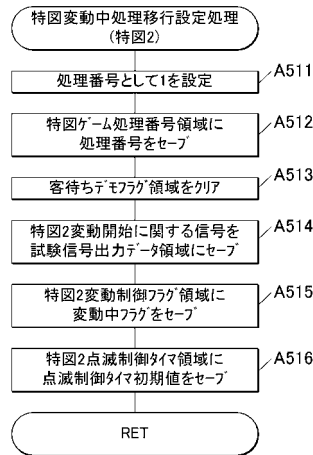 特図変動中処理移行設定処理
(特図2)
処理番号として1を設定
A511
特図ゲーム処理番号領域に
処理番号をセーブ
A512
客待ちデモフラグ領域をクリア
A513
特図2変動開始に関する信号を
試験信号出力データ領域にセーブ
A514
特図2変動制御フラグ領域に
変動中フラグをセーブ
A515
特図2点滅制御タイマ領域に
点滅制御タイマ初期値をセーブ
A516
RET